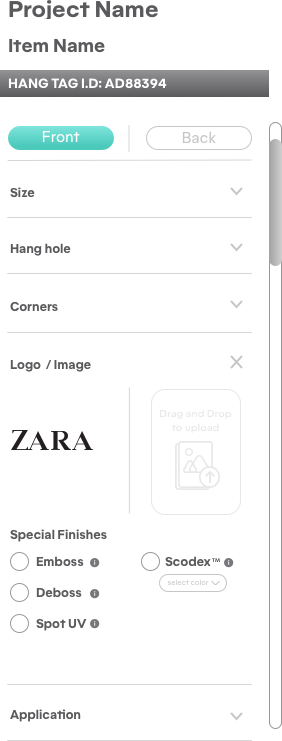 Project Name
Item Name
HANG TAG I.D: AD88394
Front
Back
Size
Hang hole
Corners
Logo / Image
Drag and Drop
to upload
ZARA
Special Finishes
Emboss
Scodex™
select color
Deboss
Spot UV
Application